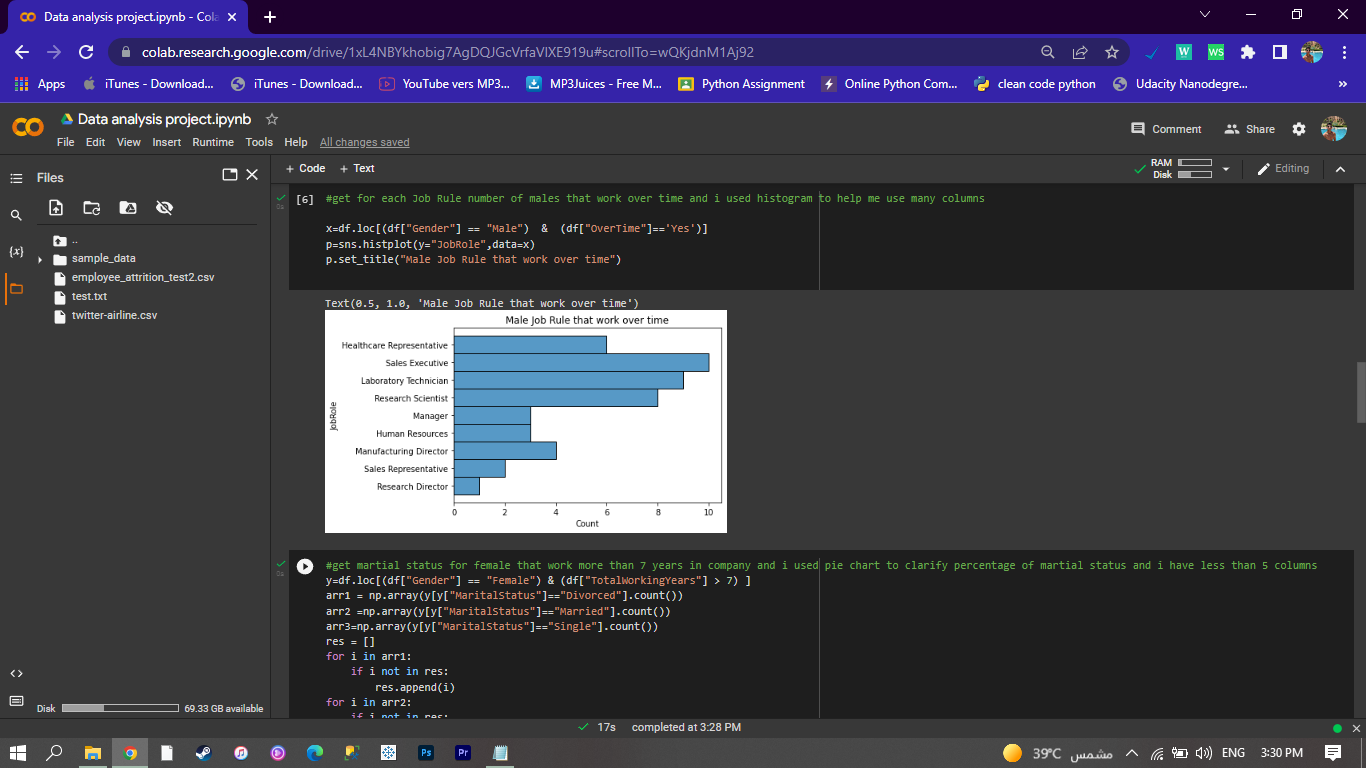 Data analysis project.ipynb - Cola
colab.research.google.com/drive/1xL4NBYkhobig7AgDQJGcVrfaVlXE919u#scrollTo=wQKjdnM1Aj92
Apps
iTunes - Download...
iTunes - Download...
YouTube vers MP3...
MP3Juices - Free M...
Python Assignment
Online Python Com...
clean code python
Udacity Nanodegre...
»
Data analysis project.ipynb
Comment
Share
File Edit View Insert Runtime Tools Help All changes saved
Files
+ Code + Text
RAM
Disk
Editing
..
sample_data
employee_attrition_test2.csv
test.txt
twitter-airline.csv
Disk
69.33 GB available
[6]
0s
#get for each Job Rule number of males that work over time and i used histogram to help me use many columns
x=df.loc[(df["Gender"] == "Male") & (df["OverTime"]=='Yes')]
p=sns.histplot(y="JobRole",data=x)
p.set_title("Male Job Rule that work over time")
Text(0.5, 1.0, 'Male Job Rule that work over time')
Male Job Rule that work over time
JobRole
Healthcare Representative
Sales Executive
Laboratory Technician
Research Scientist
Manager
Human Resources
Manufacturing Director
Sales Representative
Research Director
0 2 4 6 8 10
Count
0s
#get martial status for female that work more than 7 years in company and i used pie chart to clarify percentage of martial status and i have less than 5 columns
y=df.loc[(df["Gender"] == "Female") & (df["TotalWorkingYears"] > 7) ]
arr1 = np.array(y[y["MaritalStatus"]=="Divorced"].count())
arr2 =np.array(y[y["MaritalStatus"]=="Married"].count())
arr3=np.array(y[y["MaritalStatus"]=="Single"].count())
res = []
for i in arr1:
if i not in res:
res.append(i)
for i in arr2:
if i not in res:
17s completed at 3:28 PM
39°C مشمس
ENG
3:30 PM